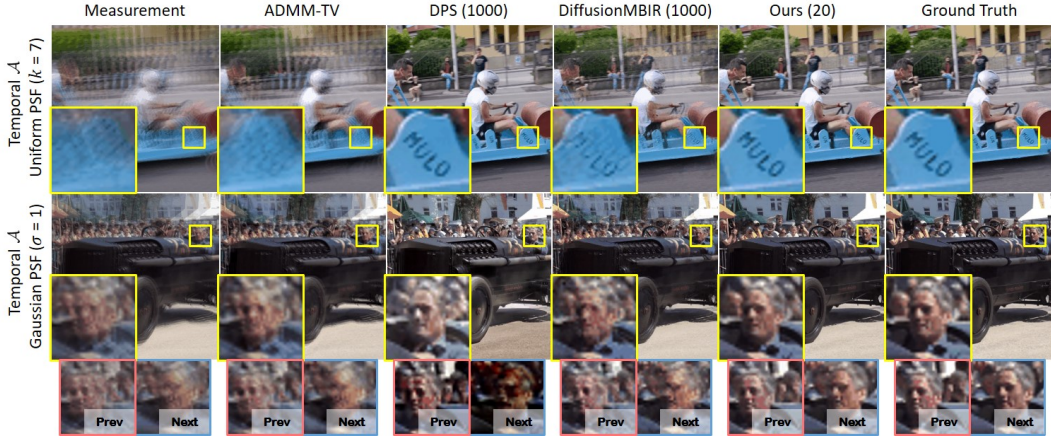 Measurement ADMM-TV DPS (1000) DiffusionMBIR (1000) Ours (20) Ground Truth
Temporal 𝒜
Uniform PSF (k = 7)
MULO MULO MULO MULO
Temporal 𝒜
Gaussian PSF (σ = 1)
Prev Next Prev Next Prev Next Prev Next Prev Next Prev Next